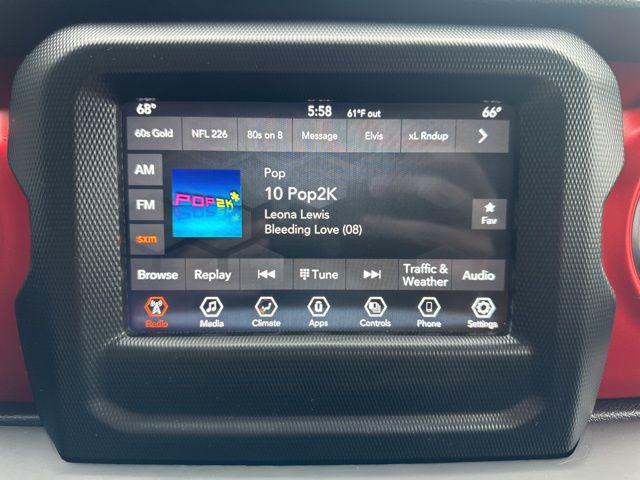 68° 5:58 61°F out 66°
60s Gold NFL 226 80s on 8 Message Elvis xL Rndup
AM
FM
sxm
POP2K
Pop
10 Pop2K
Leona Lewis
Bleeding Love (08)
Fav
Browse Replay Tune Traffic & Weather Audio
Radio Media Climate Apps Controls Phone Settings